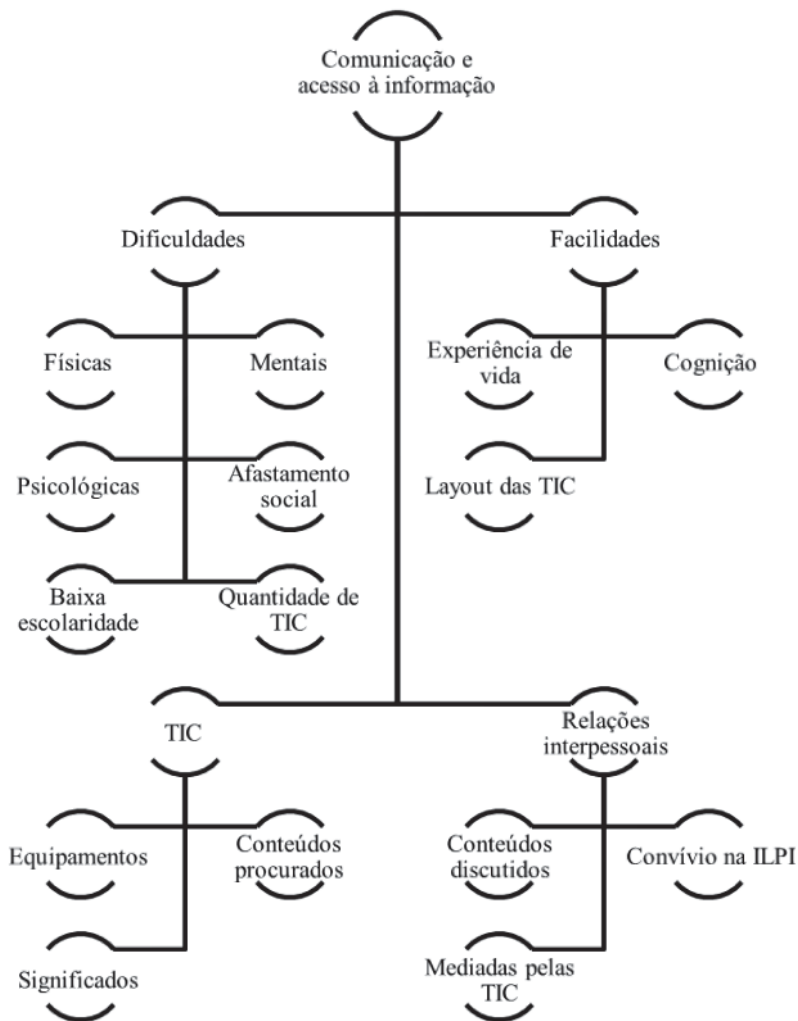 Comunicação e
acesso à informação
Dificuldades
Facilidades
Físicas
Mentais
Experiência de
vida
Cognição
Psicológicas
Afastamento
social
Layout das TIC
Baixa
escolaridade
Quantidade de
TIC
TIC
Relações
interpessoais
Equipamentos
Conteúdos
procurados
Conteúdos
discutidos
Convívio na ILPI
Significados
Mediadas pelas
TIC